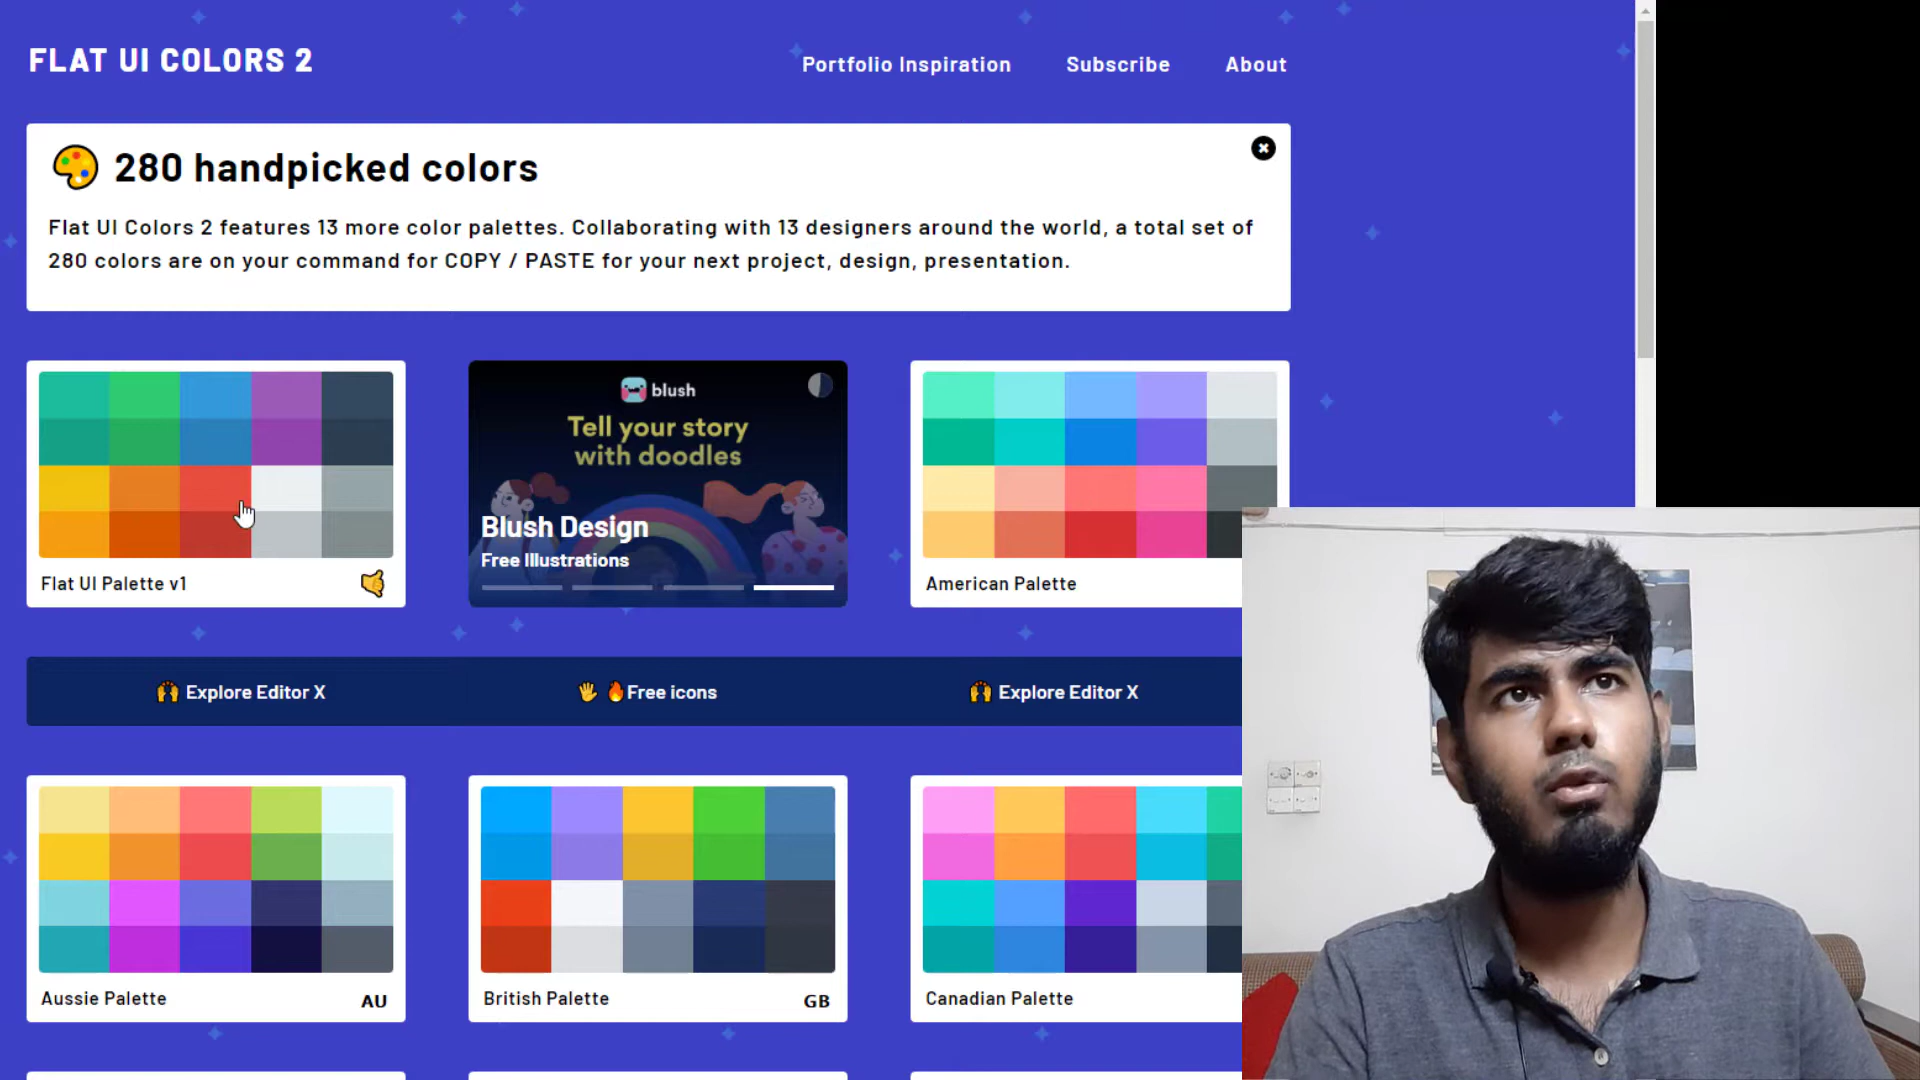 FLAT UI COLORS 2
Portfolio Inspiration Subscribe About
280 handpicked colors
Flat UI Colors 2 features 13 more color palettes. Collaborating with 13 designers around the world, a total set of
280 colors are on your command for COPY / PASTE for your next project, design, presentation.
blush
Tell your story
with doodles
Blush Design
Free Illustrations
Flat UI Palette v1
American Palette
Explore Editor X
Free icons
Explore Editor X
Aussie Palette AU
British Palette GB
Canadian Palette